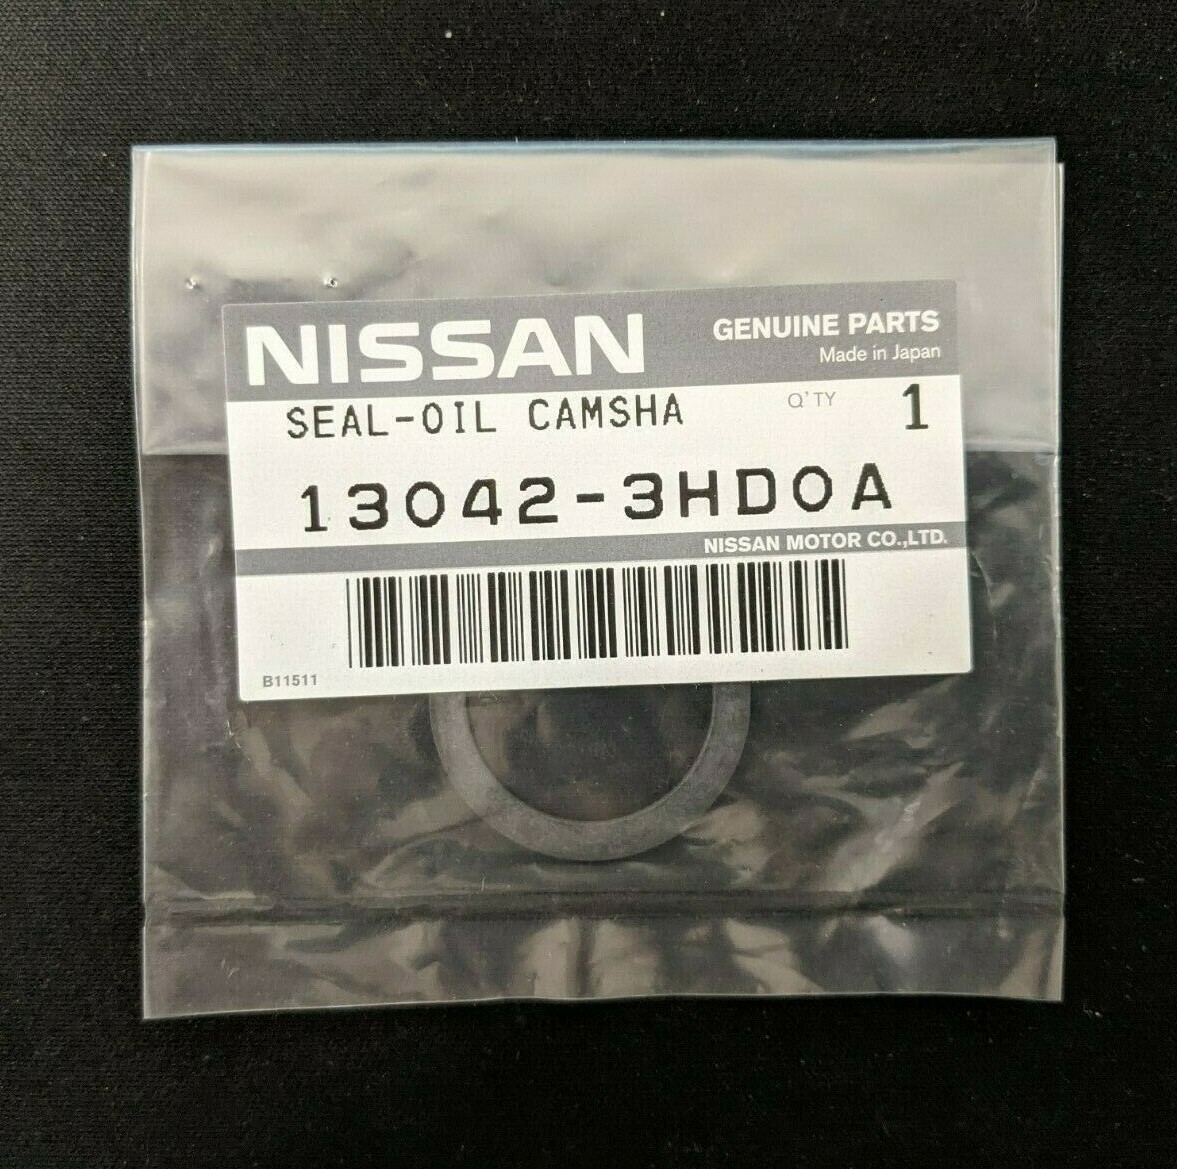 NISSAN
GENUINE PARTS
Made in Japan
SEAL-OIL CAMSHA
Q'TY 1
13042-3HD0A
NISSAN MOTOR CO.,LTD.
B11511